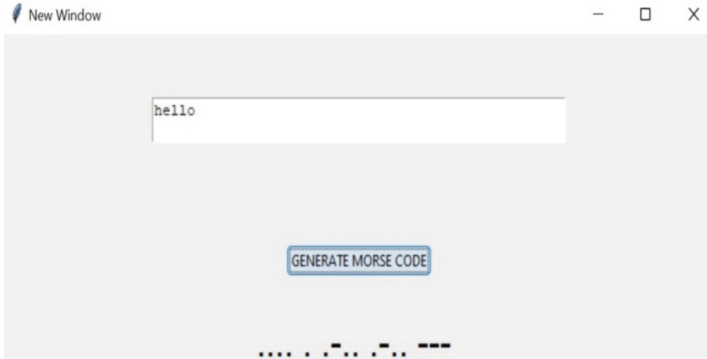 New Window
hello
GENERATE MORSE CODE
.... . .-.. .-.. ---